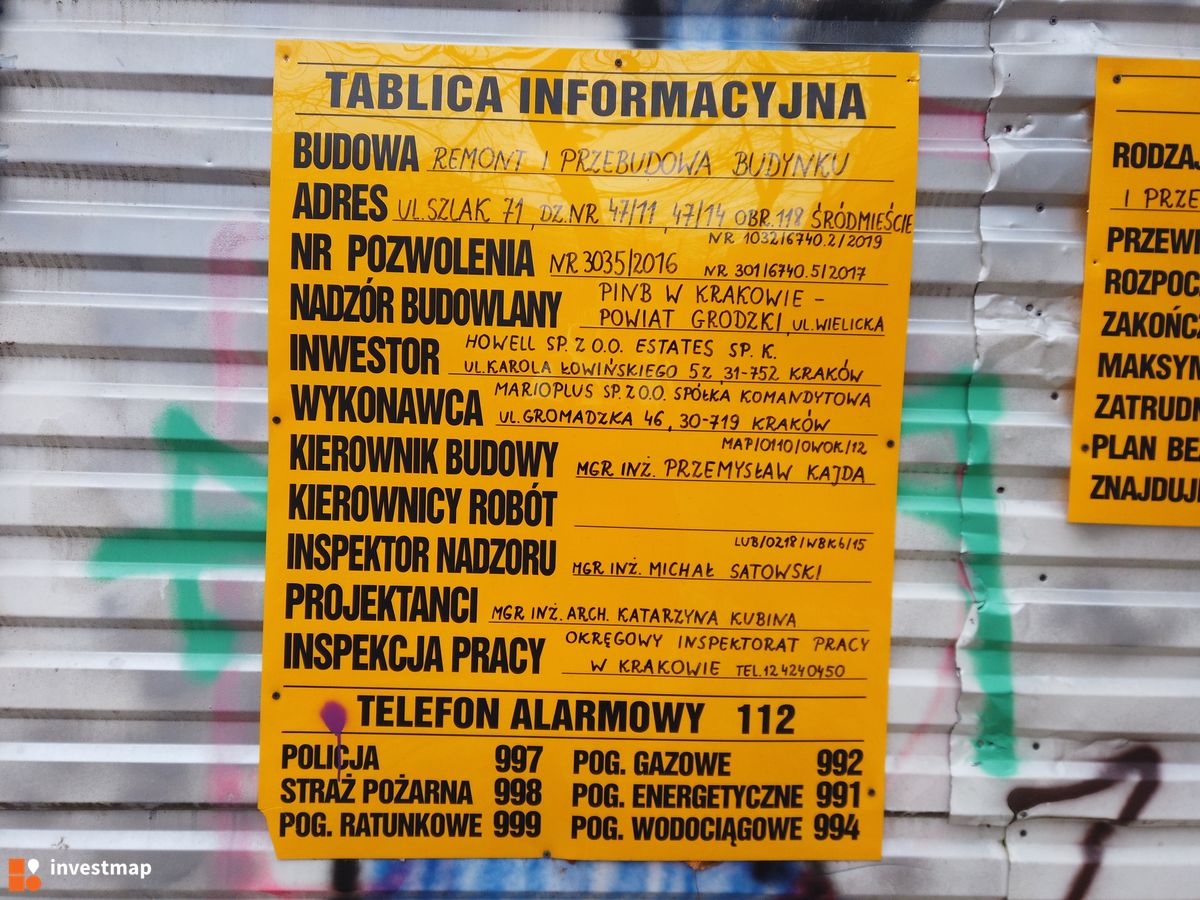 TABLICA INFORMACYJNA
BUDOWA REMONT I PRZEBUDOWA BUDYNKU
ADRES UL. SZLAK 71, DZ. NR 47/11, 47/14 OBR. 118 ŚRÓDMIEŚCIE
NR 1032/6740.2/2019
NR POZWOLENIA NR 3035/2016 NR 301/6740.5/2017
NADZÓR BUDOWLANY PINB W KRAKOWIE –
POWIAT GRODZKI, UL. WIELICKA
INWESTOR HOWELL SP. Z O.O. ESTATES SP. K.
UL. KAROLA ŁOWIŃSKIEGO 5Z, 31-752 KRAKÓW
WYKONAWCA MARIOPLUS SP. Z O.O. SPÓŁKA KOMANDYTOWA
UL. GROMADZKA 46, 30-719 KRAKÓW
MAP/0110/OWOK/12
KIEROWNIK BUDOWY MGR INŻ. PRZEMYSŁAW KAJDA
KIEROWNICY ROBÓT
LUB/0218/WBKb/15
INSPEKTOR NADZORU MGR INŻ. MICHAŁ SATOWSKI
PROJEKTANCI MGR INŻ. ARCH. KATARZYNA KUBINA
INSPEKCJA PRACY OKRĘGOWY INSPEKTORAT PRACY
W KRAKOWIE TEL. 12 4240450
TELEFON ALARMOWY 112
POLICJA 997 POG. GAZOWE 992
STRAŻ POŻARNA 998 POG. ENERGETYCZNE 991
POG. RATUNKOWE 999 POG. WODOCIĄGOWE 994
RODZAJ
I PRZE
PRZEWI
ROZPOC
ZAKOŃC
MAKSYM
ZATRUD
PLAN BE
ZNAJDUJ
investmap